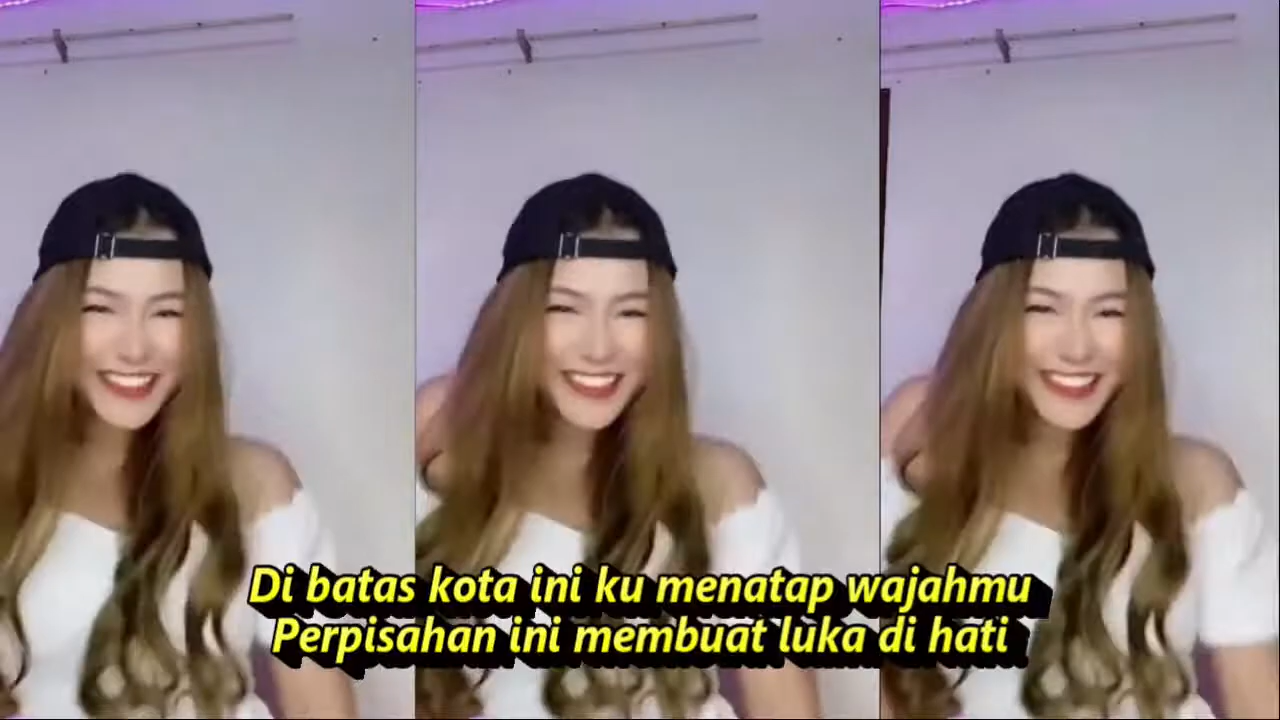 Di batas kota ini ku menatap wajahmu
Perpisahan ini membuat luka di hati